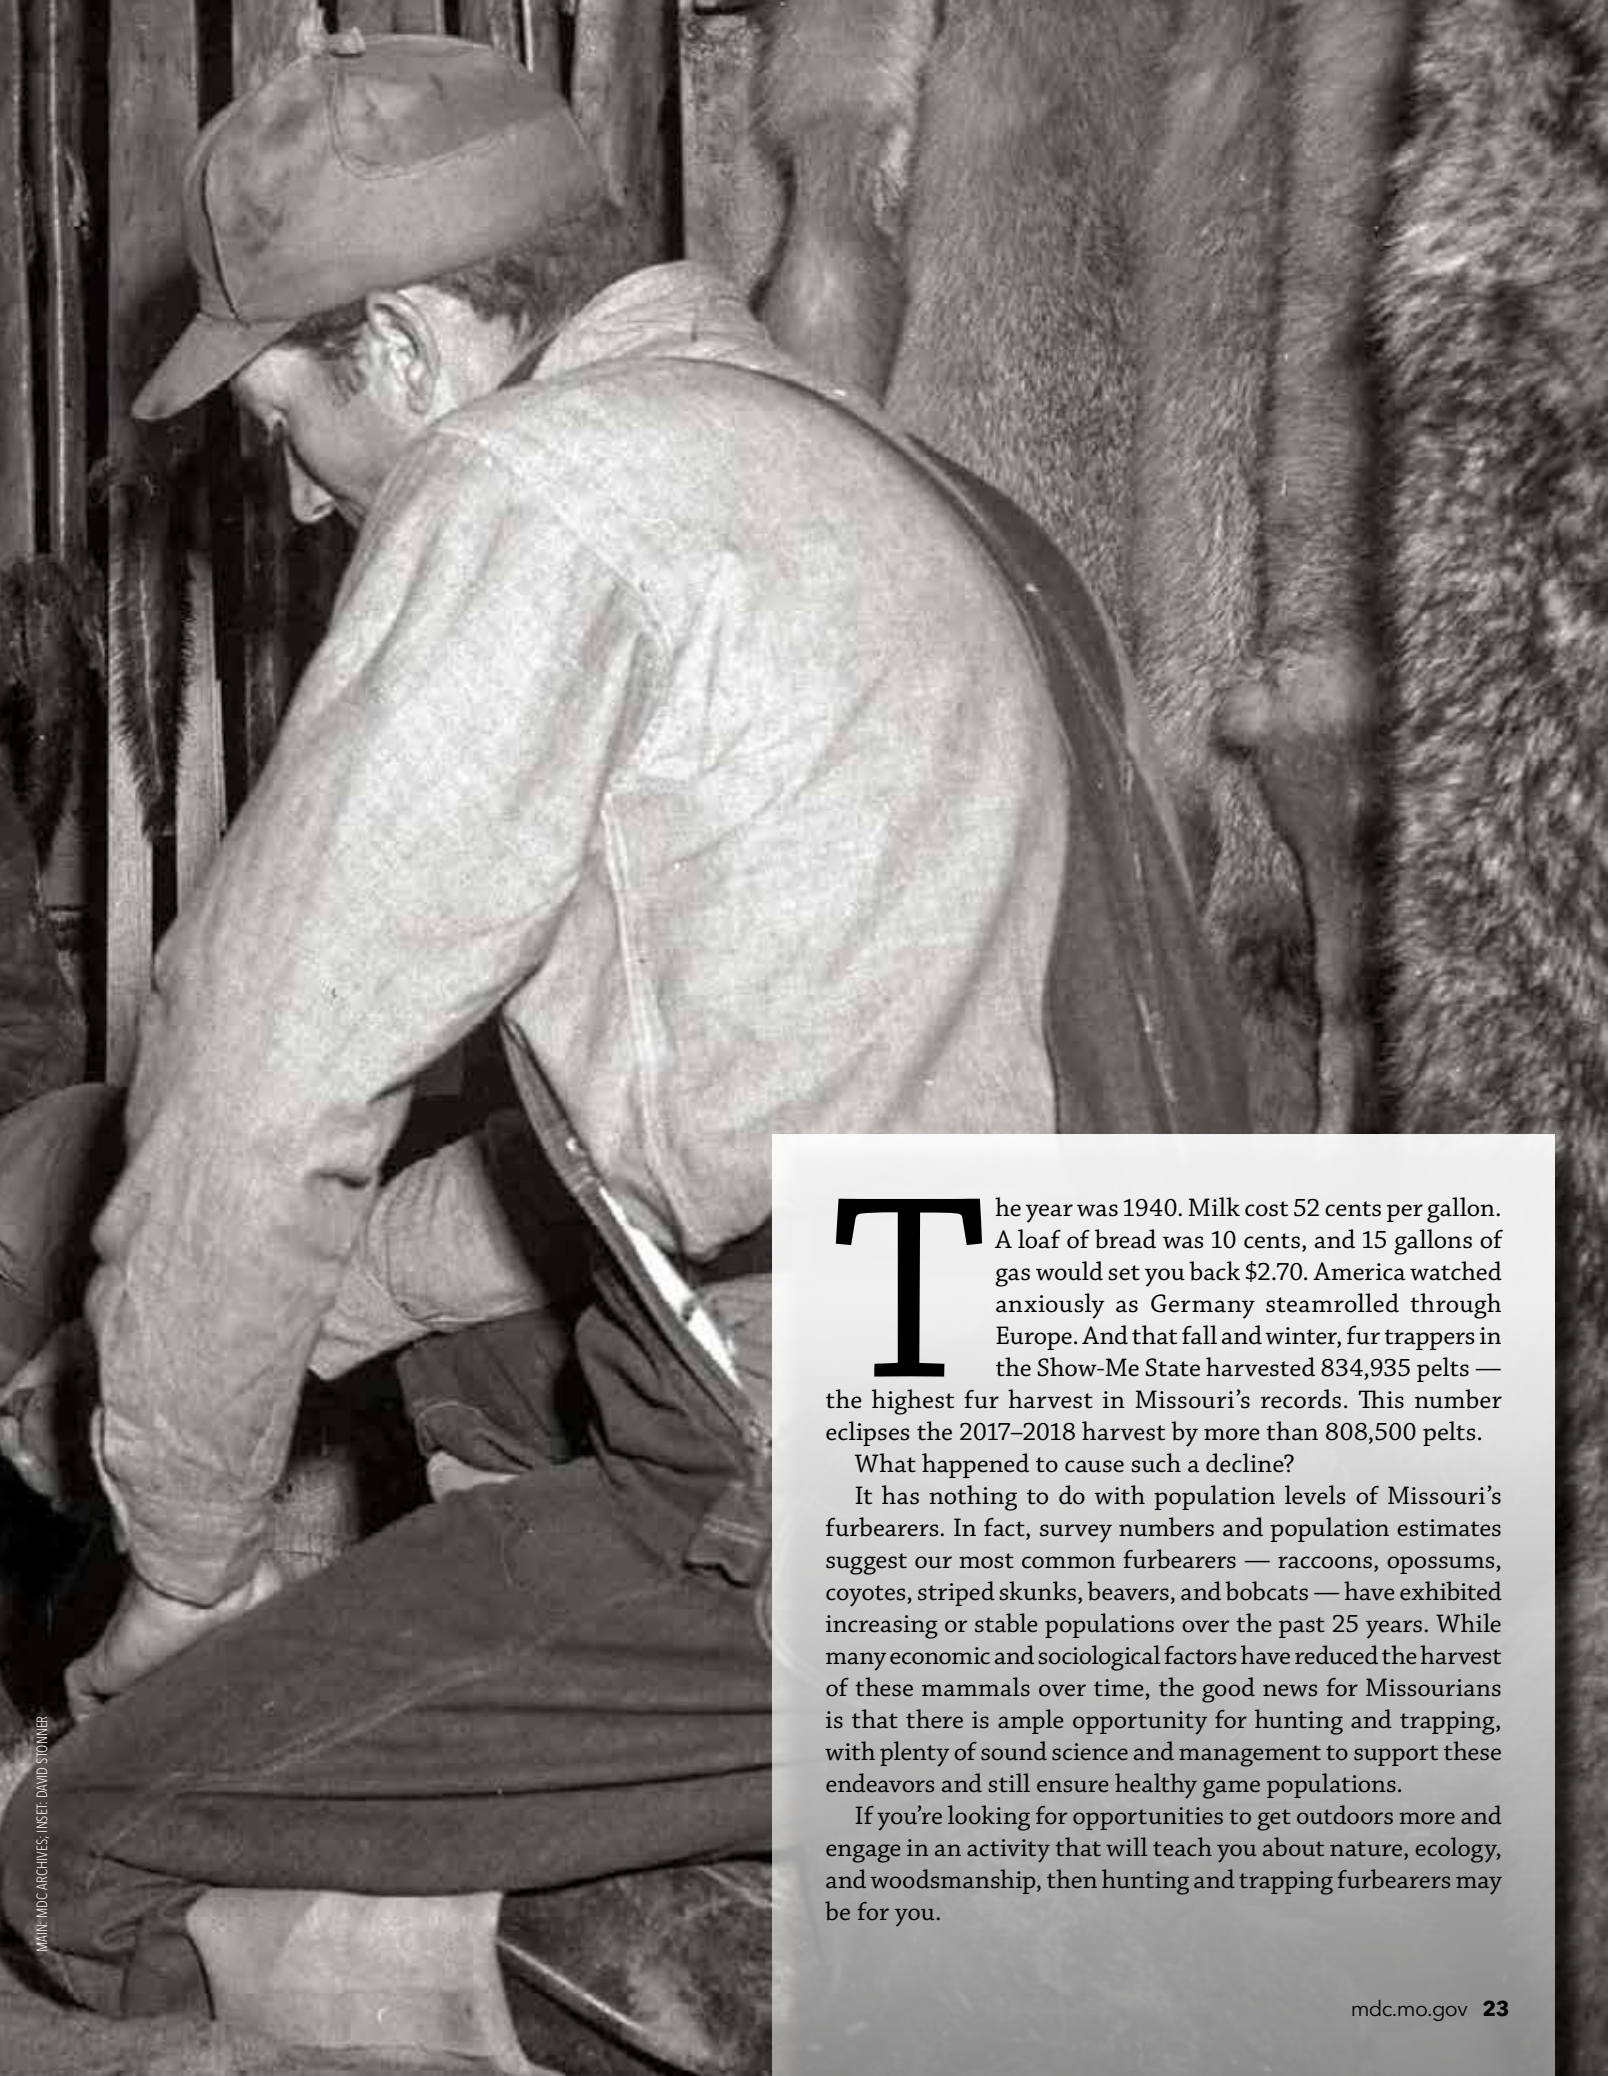 The year was 1940. Milk cost 52 cents per gallon.
A loaf of bread was 10 cents, and 15 gallons of
gas would set you back $2.70. America watched
anxiously as Germany steamrolled through
Europe. And that fall and winter, fur trappers in
the Show-Me State harvested 834,935 pelts —
the highest fur harvest in Missouri’s records. This number
eclipses the 2017–2018 harvest by more than 808,500 pelts.
What happened to cause such a decline?
It has nothing to do with population levels of Missouri’s
furbearers. In fact, survey numbers and population estimates
suggest our most common furbearers — raccoons, opossums,
coyotes, striped skunks, beavers, and bobcats — have exhibited
increasing or stable populations over the past 25 years. While
many economic and sociological factors have reduced the harvest
of these mammals over time, the good news for Missourians
is that there is ample opportunity for hunting and trapping,
with plenty of sound science and management to support these
endeavors and still ensure healthy game populations.
If you’re looking for opportunities to get outdoors more and
engage in an activity that will teach you about nature, ecology,
and woodsmanship, then hunting and trapping furbearers may
be for you.
MAIN: MDC ARCHIVES; INSET: DAVID STONNER
mdc.mo.gov 23